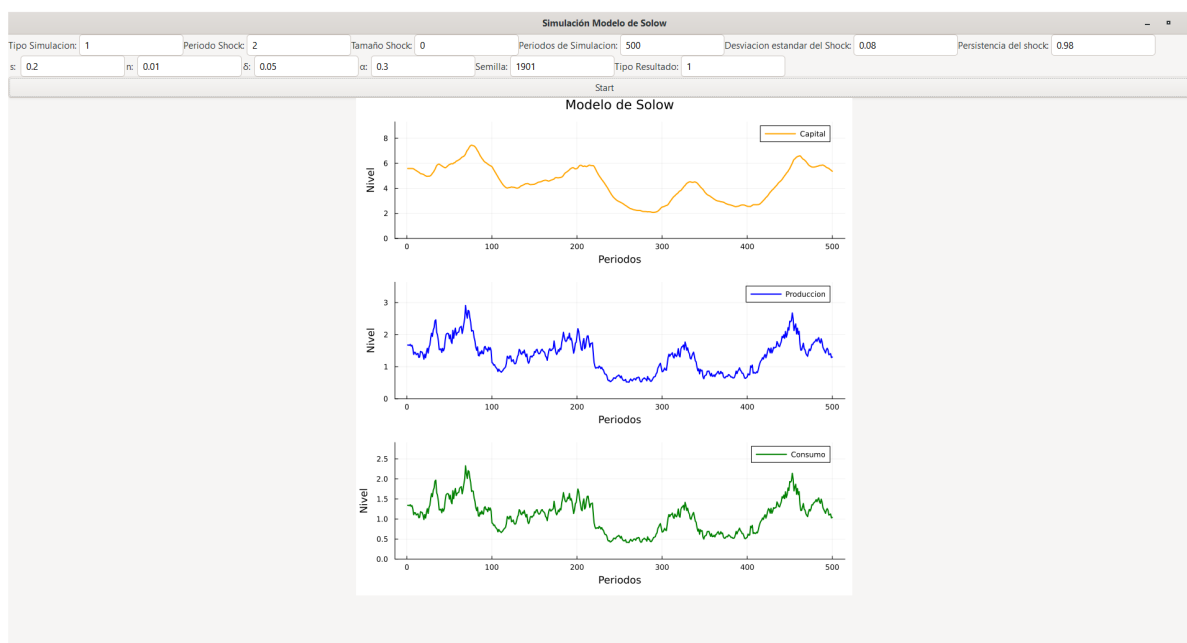 Simulación Modelo de Solow
Tipo Simulacion: 1 Periodo Shock: 2 Tamaño Shock: 0 Periodos de Simulacion: 500 Desviacion estandar del Shock: 0.08 Persistencia del shock: 0.98
s: 0.2 n: 0.01 δ: 0.05 α: 0.3 Semilla: 1901 Tipo Resultado: 1
Start
Modelo de Solow
Capital
8
6
4
2
0
Nivel
0 100 200 300 400 500
Periodos
Produccion
3
2
1
0
Nivel
0 100 200 300 400 500
Periodos
Consumo
2.5
2.0
1.5
1.0
0.5
0.0
Nivel
0 100 200 300 400 500
Periodos